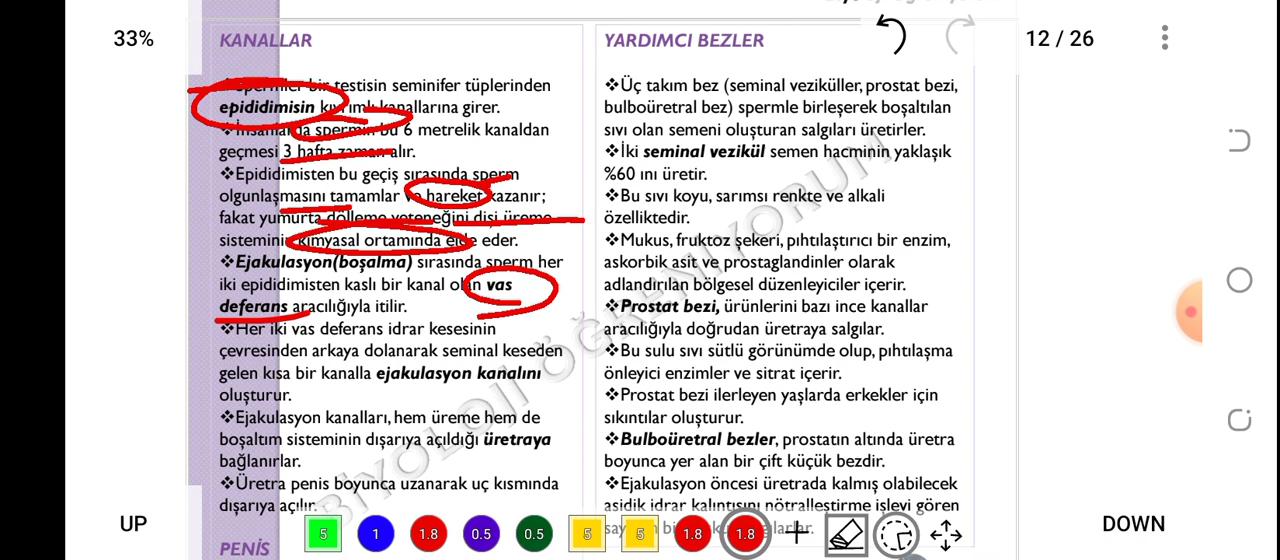 33%
12 / 26
KANALLAR
❖Spermler bir testisin seminifer tüplerinden
epididimisin kıvrımlı kanallarına girer.
❖İnsanlarda spermin bu 6 metrelik kanaldan
geçmesi 3 hafta zaman alır.
❖Epididimisten bu geçiş sırasında sperm
olgunlaşmasını tamamlar ve hareket kazanır;
fakat yumurta dölleme yeteneğini dişi üreme
sisteminin kimyasal ortamında elde eder.
❖Ejakulasyon(boşalma) sırasında sperm her
iki epididimisten kaslı bir kanal olan vas
deferans aracılığıyla itilir.
❖Her iki vas deferans idrar kesesinin
çevresinden arkaya dolanarak seminal keseden
gelen kısa bir kanalla ejakulasyon kanalını
oluşturur.
❖Ejakulasyon kanalları, hem üreme hem de
boşaltım sisteminin dışarıya açıldığı üretraya
bağlanırlar.
❖Üretra penis boyunca uzanarak uç kısmında
dışarıya açılır.
PENİS
YARDIMCI BEZLER
❖Üç takım bez (seminal veziküller, prostat bezi,
bulboüretral bez) spermle birleşerek boşaltılan
sıvı olan semeni oluşturan salgıları üretirler.
❖İki seminal vezikül semen hacminin yaklaşık
%60 ını üretir.
❖Bu sıvı koyu, sarımsı renkte ve alkali
özelliktedir.
❖Mukus, fruktoz şekeri, pıhtılaştırıcı bir enzim,
askorbik asit ve prostaglandinler olarak
adlandırılan bölgesel düzenleyiciler içerir.
❖Prostat bezi, ürünlerini bazı ince kanallar
aracılığıyla doğrudan üretraya salgılar.
❖Bu sulu sıvı sütlü görünümde olup, pıhtılaşma
önleyici enzimler ve sitrat içerir.
❖Prostat bezi ilerleyen yaşlarda erkekler için
sıkıntılar oluşturur.
❖Bulboüretral bezler, prostatın altında üretra
boyunca yer alan bir çift küçük bezdir.
❖Ejakulasyon öncesi üretrada kalmış olabilecek
asidik idrar kalıntısını nötralleştirme işlevi gören
BİYOLOJİ ÖĞRENİYORUM
UP
5 1 1.8 0.5 0.5 5 5 1.8 1.8
DOWN